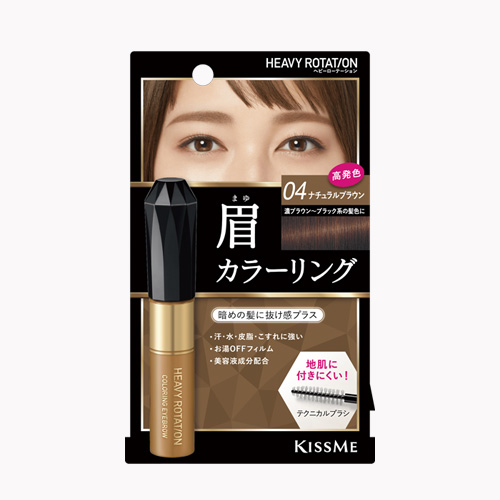 HEAVY ROTATION
ヘビーローテーション
高発色
04 ナチュラルブラウン
濃ブラウン～ブラック系の髪色に
まゆ
眉
カラーリング
暗めの髪に抜け感プラス
・汗・水・皮脂・こすれに強い
・お湯OFFフィルム
・美容液成分配合
地肌に
付きにくい!
テクニカルブラシ
HEAVY ROTATION
COLORING EYEBROW
KISSME